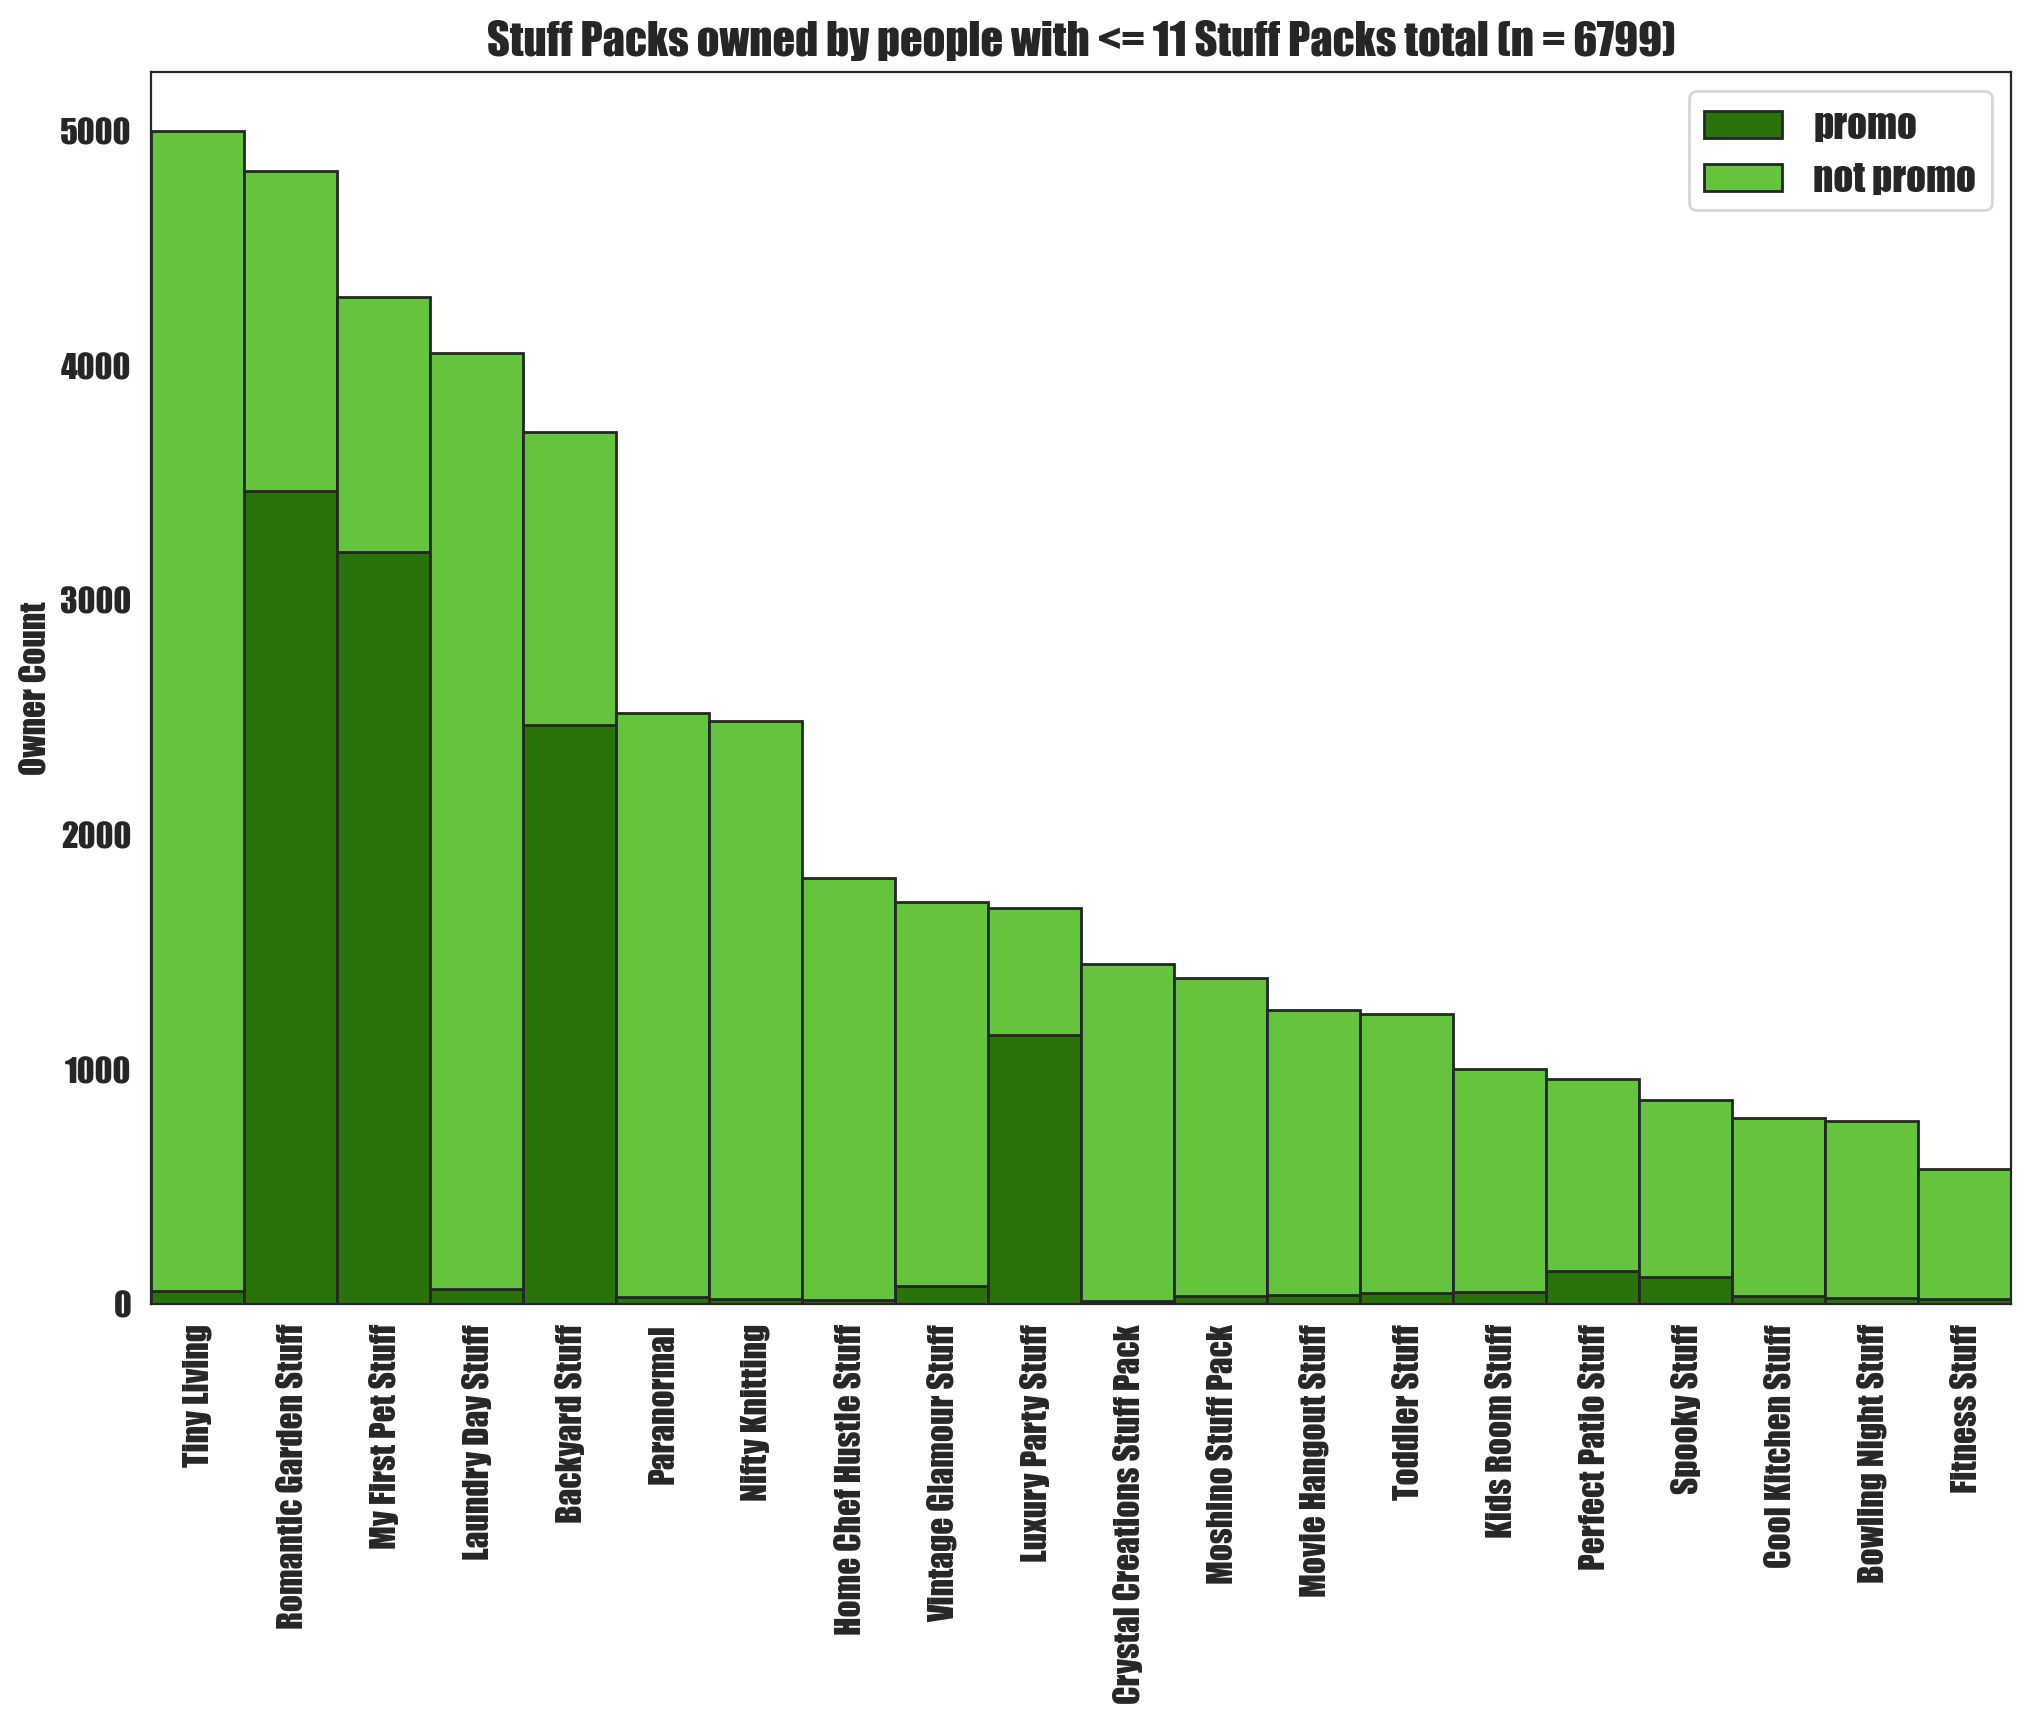 Stuff Packs owned by people with <= 11 Stuff Packs total (n = 6799)
promo
not promo
Owner Count
5000
4000
3000
2000
1000
0
Tiny Living
Romantic Garden Stuff
My First Pet Stuff
Laundry Day Stuff
Backyard Stuff
Paranormal
Nifty Knitting
Home Chef Hustle Stuff
Vintage Glamour Stuff
Luxury Party Stuff
Crystal Creations Stuff Pack
Moshino Stuff Pack
Movie Hangout Stuff
Toddler Stuff
Kids Room Stuff
Perfect Patio Stuff
Spooky Stuff
Cool Kitchen Stuff
Bowling Night Stuff
Fitness Stuff